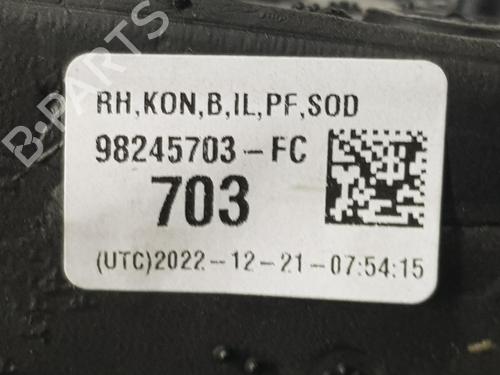 B-PARTS
RH,KON,B,IL,PF,SOD
98245703-FC
703
(UTC)2022-12-21-07:54:15